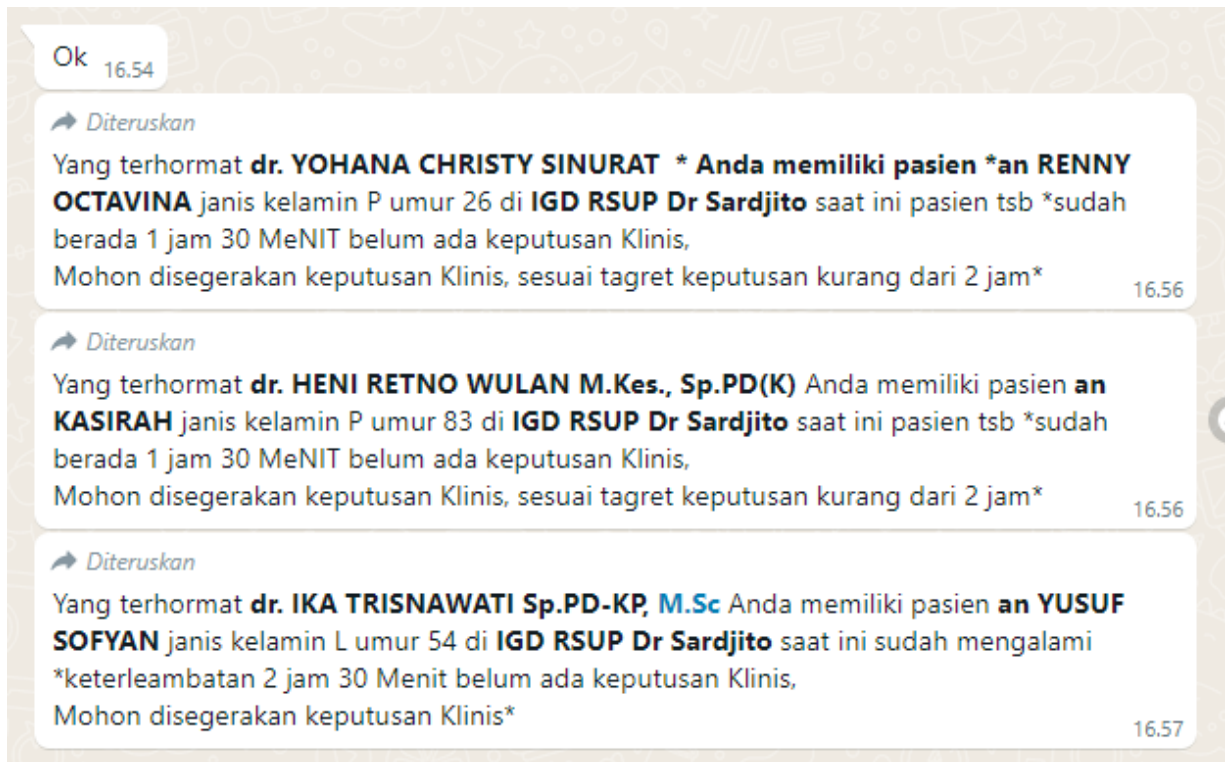 Ok 16.54
Diteruskan
Yang terhormat dr. YOHANA CHRISTY SINURAT * Anda memiliki pasien *an RENNY
OCTAVINA janis kelamin P umur 26 di IGD RSUP Dr Sardjito saat ini pasien tsb *sudah
berada 1 jam 30 MeNIT belum ada keputusan Klinis,
Mohon disegerakan keputusan Klinis, sesuai tagret keputusan kurang dari 2 jam* 16.56
Diteruskan
Yang terhormat dr. HENI RETNO WULAN M.Kes., Sp.PD(K) Anda memiliki pasien an
KASIRAH janis kelamin P umur 83 di IGD RSUP Dr Sardjito saat ini pasien tsb *sudah
berada 1 jam 30 MeNIT belum ada keputusan Klinis,
Mohon disegerakan keputusan Klinis, sesuai tagret keputusan kurang dari 2 jam* 16.56
Diteruskan
Yang terhormat dr. IKA TRISNAWATI Sp.PD-KP, M.Sc Anda memiliki pasien an YUSUF
SOFYAN janis kelamin L umur 54 di IGD RSUP Dr Sardjito saat ini sudah mengalami
*keterleambatan 2 jam 30 Menit belum ada keputusan Klinis,
Mohon disegerakan keputusan Klinis* 16.57